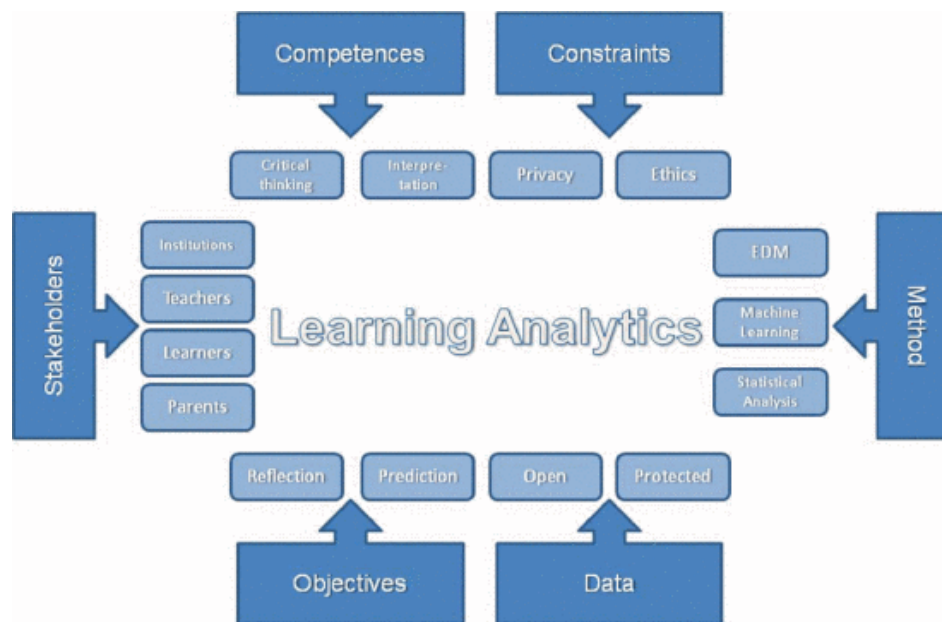 Competences
Constraints
Critical
thinking
Interpre-
tation
Privacy
Ethics
Stakeholders
Institutions
Teachers
Learners
Parents
Learning Analytics
EDM
Machine
Learning
Statistical
Analysis
Method
Reflection
Prediction
Open
Protected
Objectives
Data